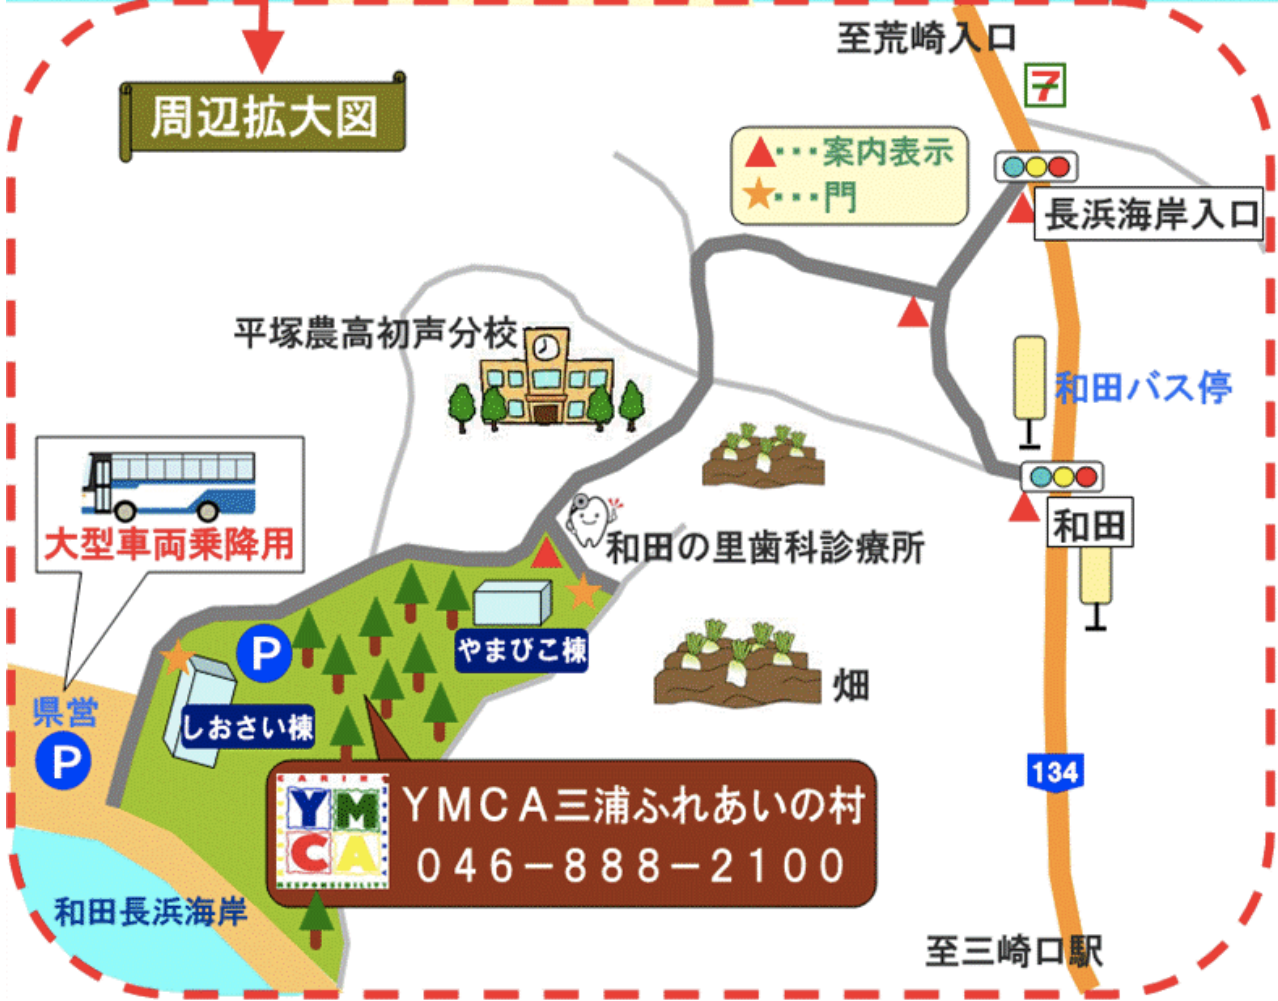 至荒崎入口
7
周辺拡大図
▲・・・案内表示
★・・・門
長浜海岸入口
平塚農高初声分校
和田バス停
大型車両乗降用
和田
和田の里歯科診療所
P
やまびこ棟
畑
県営
P
しおさい棟
134
CARING
YMCA
RESPONSIBILITY
YMCA三浦ふれあいの村
046－888－2100
和田長浜海岸
至三崎口駅